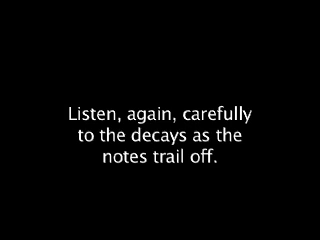 Listen, again, carefully
to the decays as the
notes trail off.